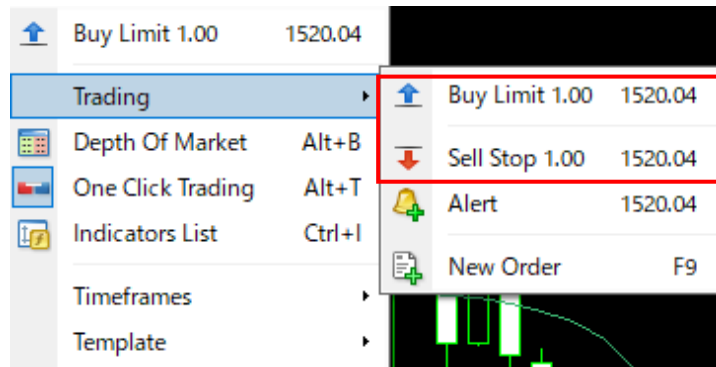 Buy Limit 1.00 1520.04
Trading
Depth Of Market Alt+B
One Click Trading Alt+T
Indicators List Ctrl+I
Timeframes
Template
Buy Limit 1.00 1520.04
Sell Stop 1.00 1520.04
Alert 1520.04
New Order F9